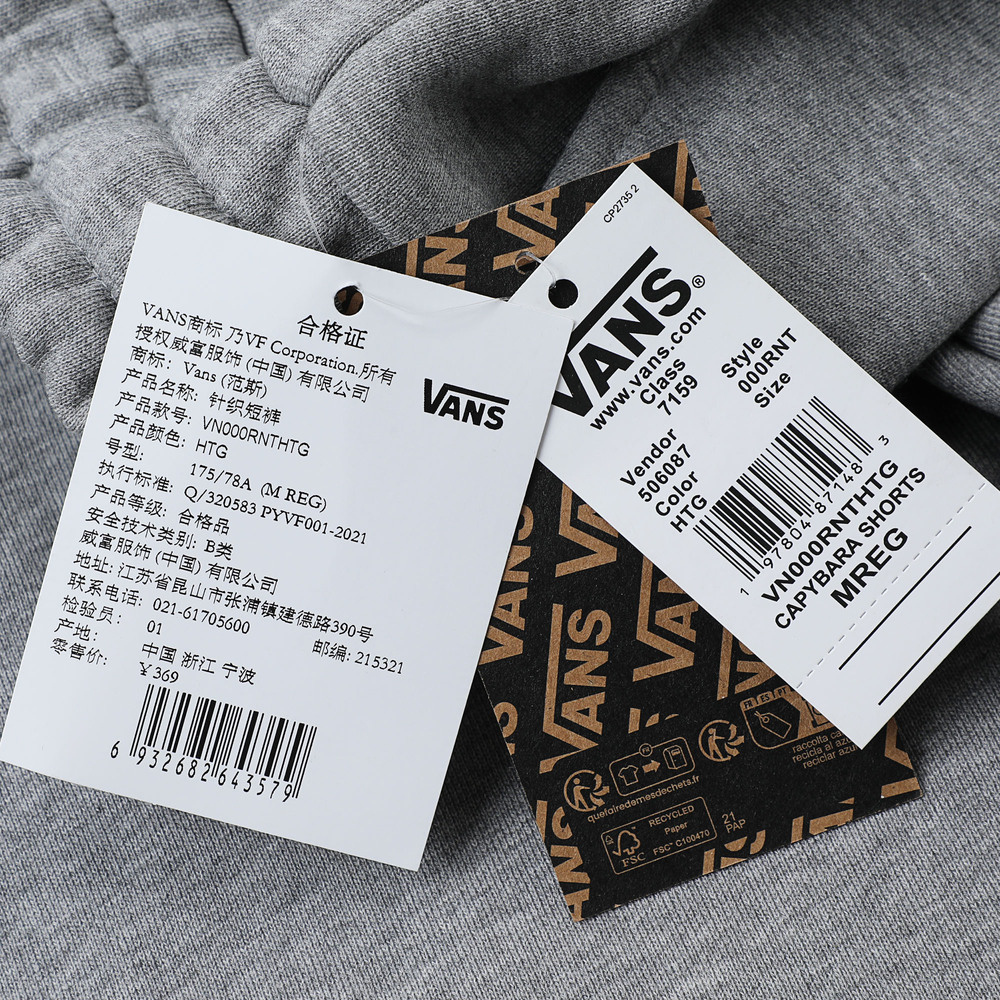 合格证
VANS商标 乃VF Corporation.所有
授权威富服饰 (中国) 有限公司
商标: Vans (范斯)
产品名称: 针织短裤
产品款号: VN000RNTHTG
产品颜色: HTG
号型: 175/78A (M REG)
执行标准: Q/320583 PYVF001-2021
产品等级: 合格品
安全技术类别: B类
威富服饰 (中国) 有限公司
地址: 江苏省昆山市张浦镇建德路390号
联系电话: 021-61705600 邮编: 215321
检验员: 01
产地: 中国 浙江 宁波
零售价: ¥369
6 932682 643579
VANS
CP2735 2
VANS®
www.vans.com
Class
7159
Style
000RNT
Size
Vendor
506087
Color
HTG
1 97804 87148 3
VN000RNTHTG
CAPYBARA SHORTS
MREG
VANS
VANS
VANS
FR
quefairedemesdechets.fr
FR ES PT
RECYCLED
Paper
FSC
FSC™ C100470
21
PAP